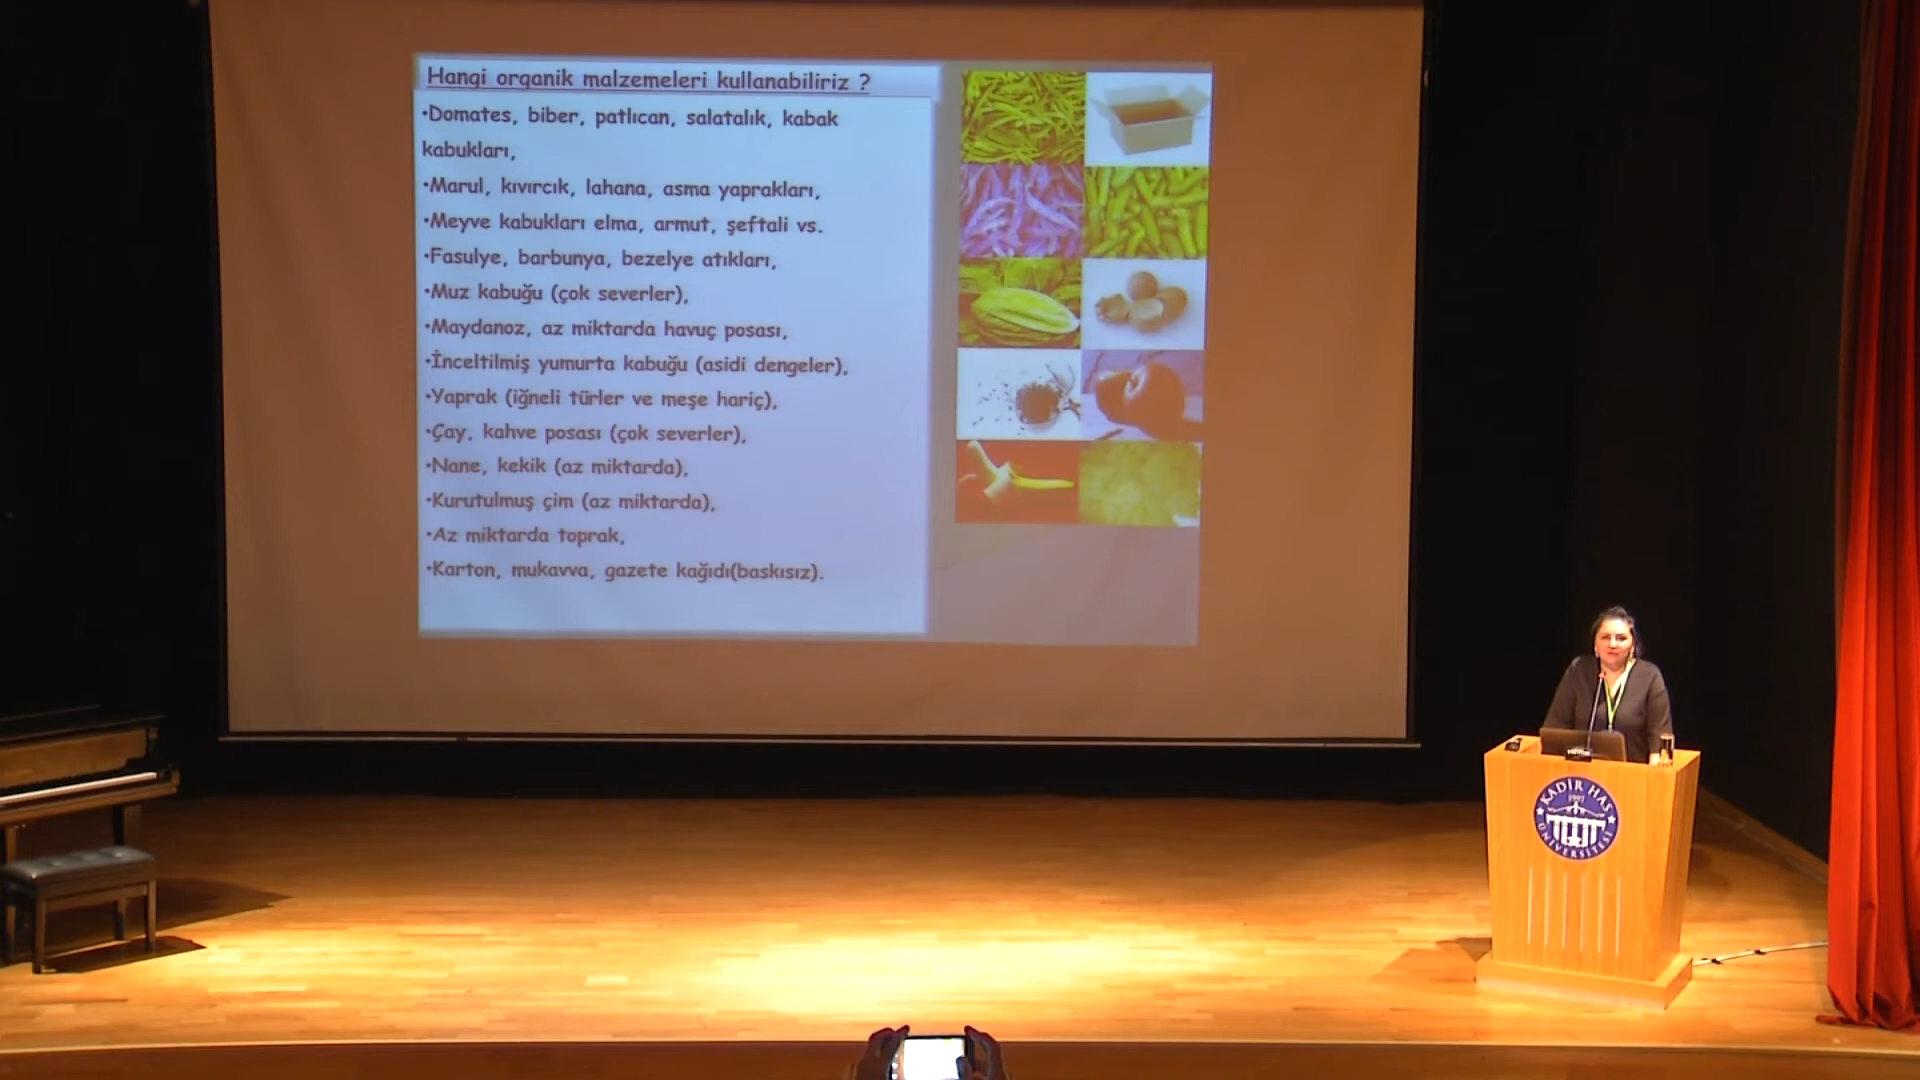 Hangi organik malzemeleri kullanabiliriz ?
•Domates, biber, patlıcan, salatalık, kabak
kabukları,
•Marul, kıvırcık, lahana, asma yaprakları,
•Meyve kabukları elma, armut, şeftali vs.
•Fasulye, barbunya, bezelye atıkları,
•Muz kabuğu (çok severler),
•Maydanoz, az miktarda havuç posası,
•İnceltilmiş yumurta kabuğu (asidi dengeler),
•Yaprak (iğneli türler ve meşe hariç),
•Çay, kahve posası (çok severler),
•Nane, kekik (az miktarda),
•Kurutulmuş çim (az miktarda),
•Az miktarda toprak,
•Karton, mukavva, gazete kağıdı(baskısız).
KADİR HAS
1997
ÜNİVERSİTESİ